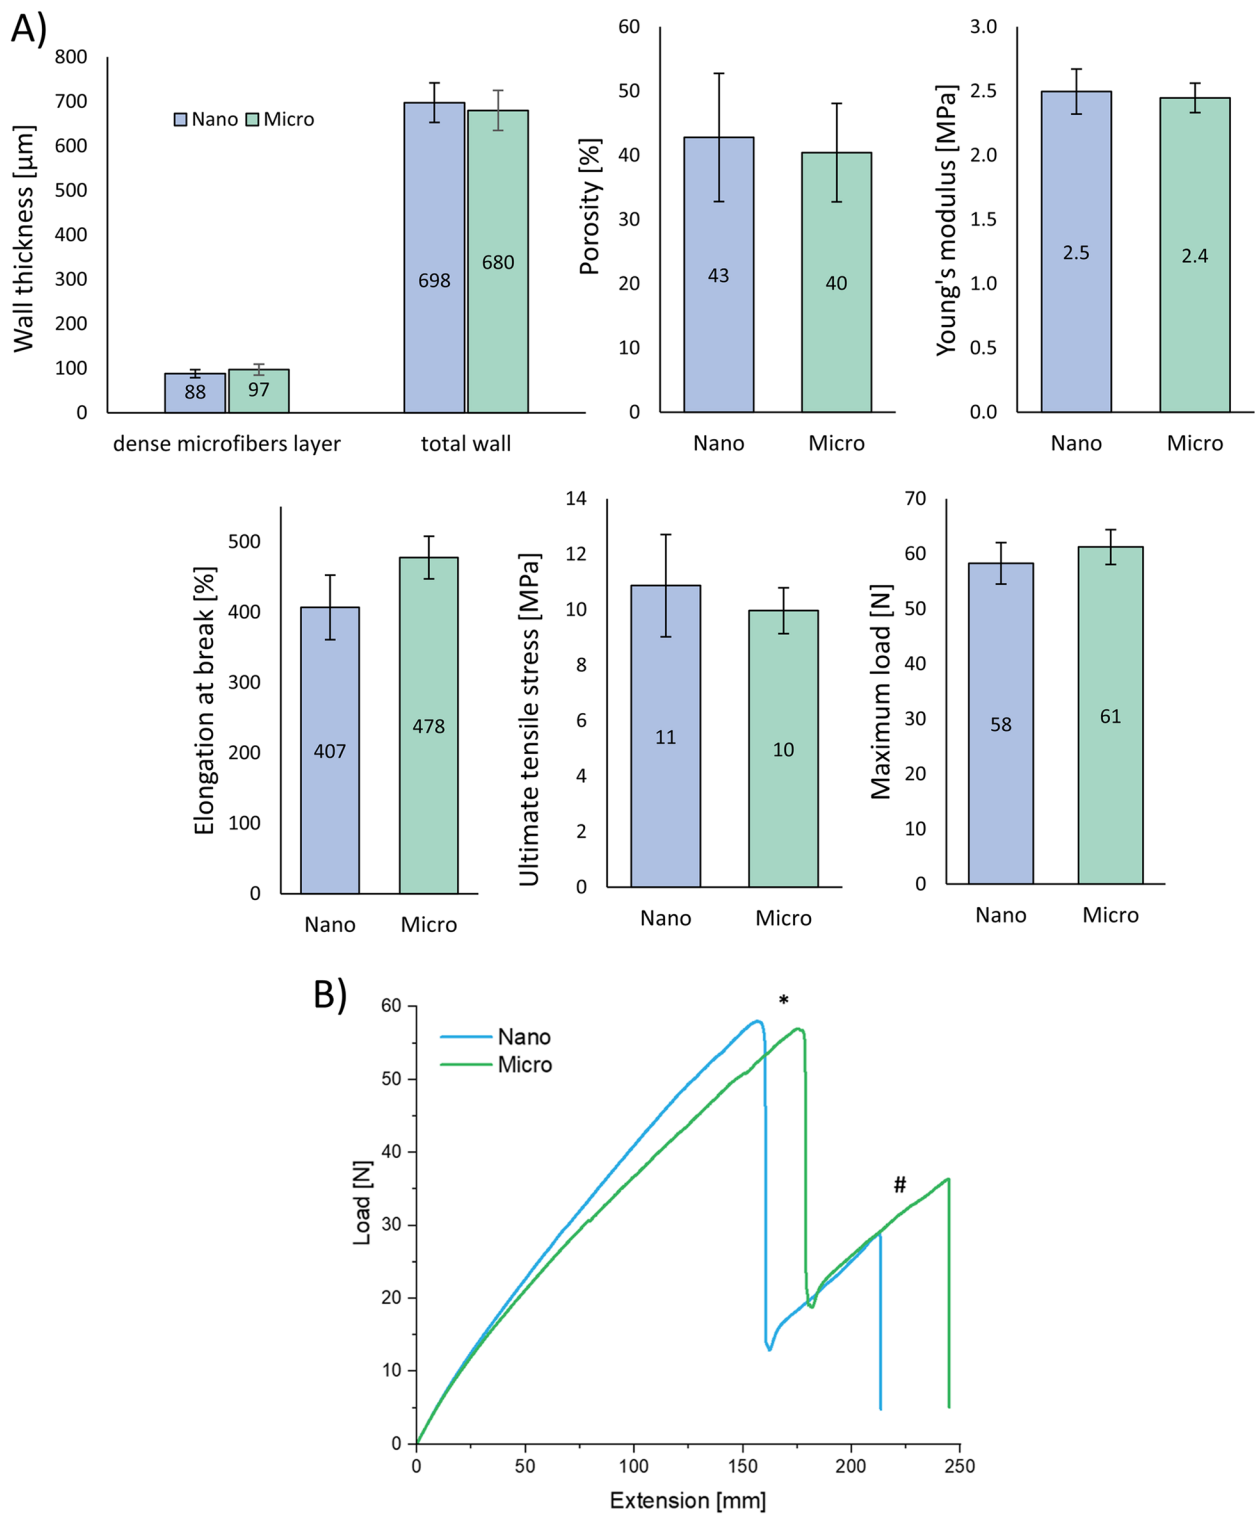 A)
Wall thickness [µm]
800
700
600
500
400
300
200
100
0
Nano
Micro
88
97
698
680
dense microfibers layer
total wall
Porosity [%]
60
50
40
30
20
10
0
43
40
Nano
Micro
Young's modulus [MPa]
3.0
2.5
2.0
1.5
1.0
0.5
0.0
2.5
2.4
Nano
Micro
Elongation at break [%]
500
400
300
200
100
0
407
478
Nano
Micro
Ultimate tensile stress [MPa]
14
12
10
8
6
4
2
0
11
10
Nano
Micro
Maximum load [N]
70
60
50
40
30
20
10
0
58
61
Nano
Micro
B)
Load [N]
60
50
40
30
20
10
0
Nano
Micro
*
#
0
50
100
150
200
250
Extension [mm]